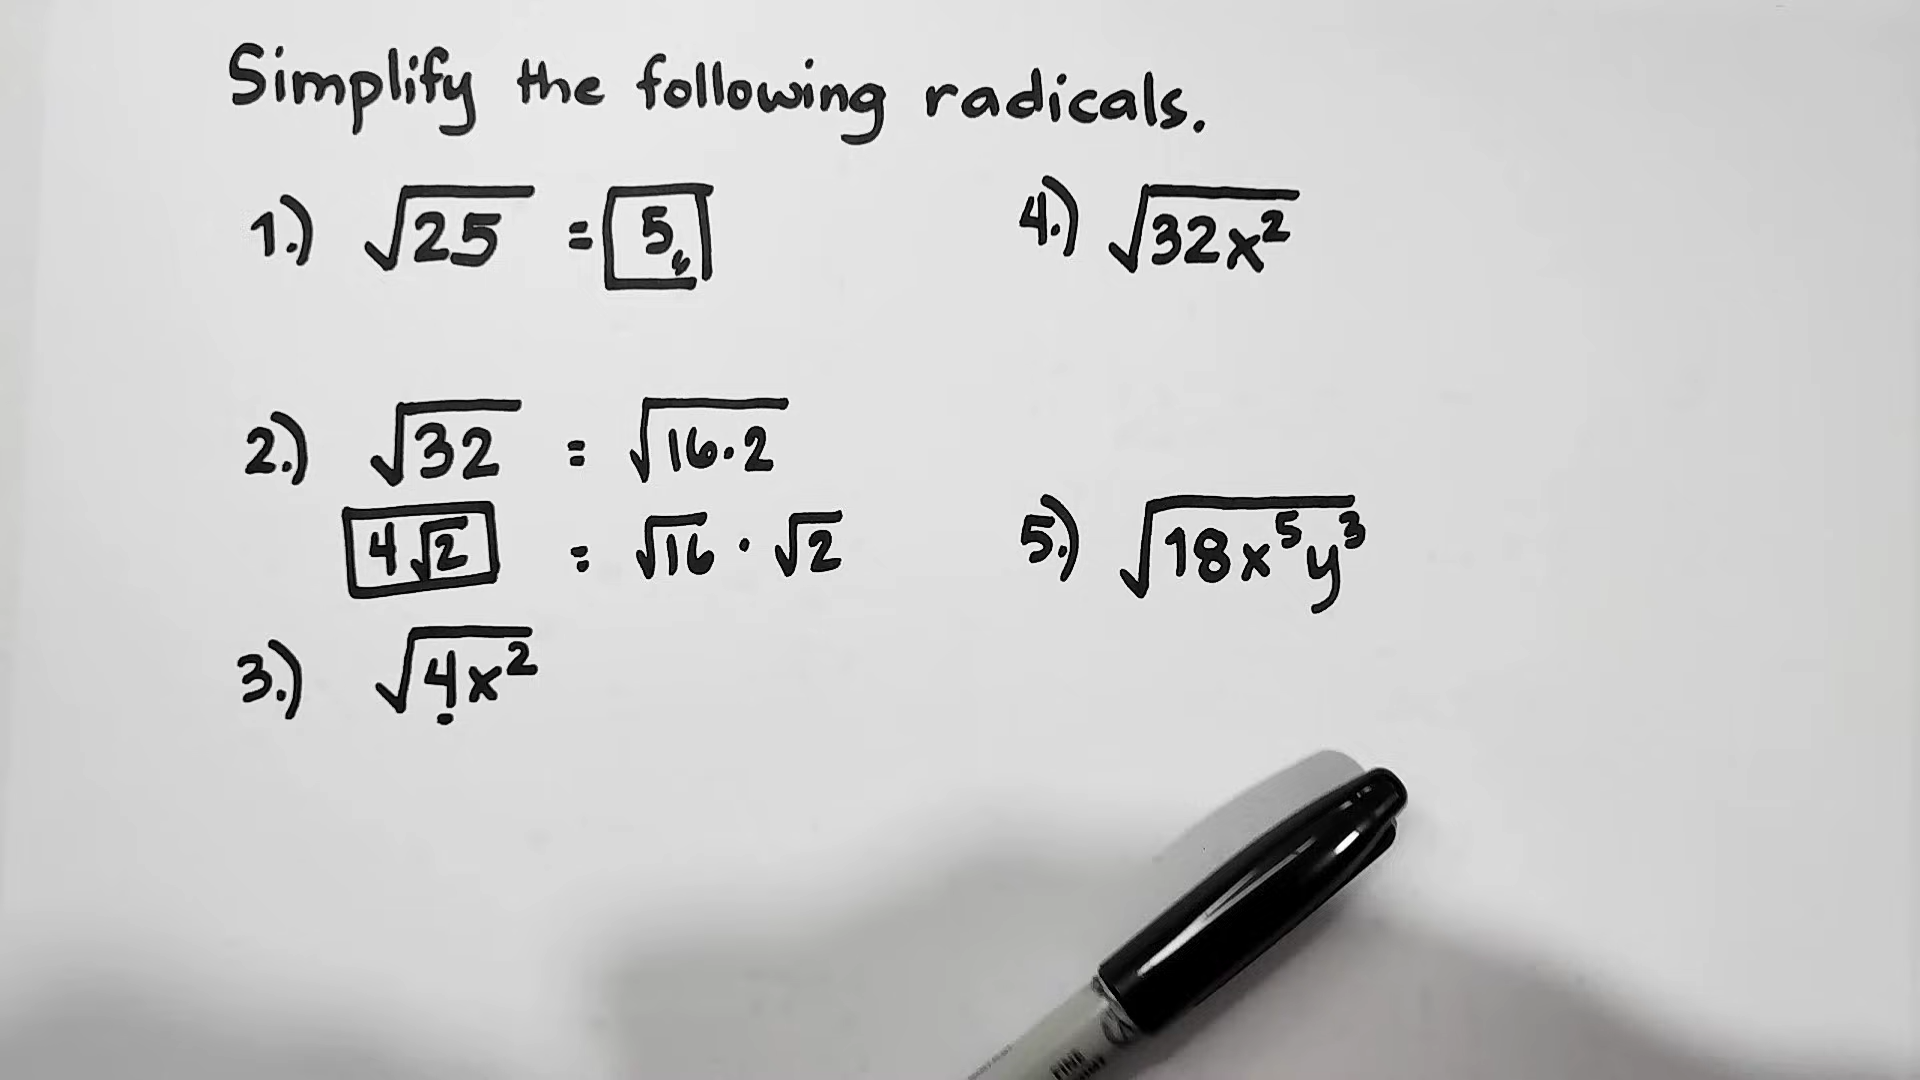 Simplify the following radicals.
1.) √25 = 5
2.) √32 = √16·2
4√2 = √16 · √2
3.) √4x²
4.) √32x²
5.) √18x⁵y³
FINE